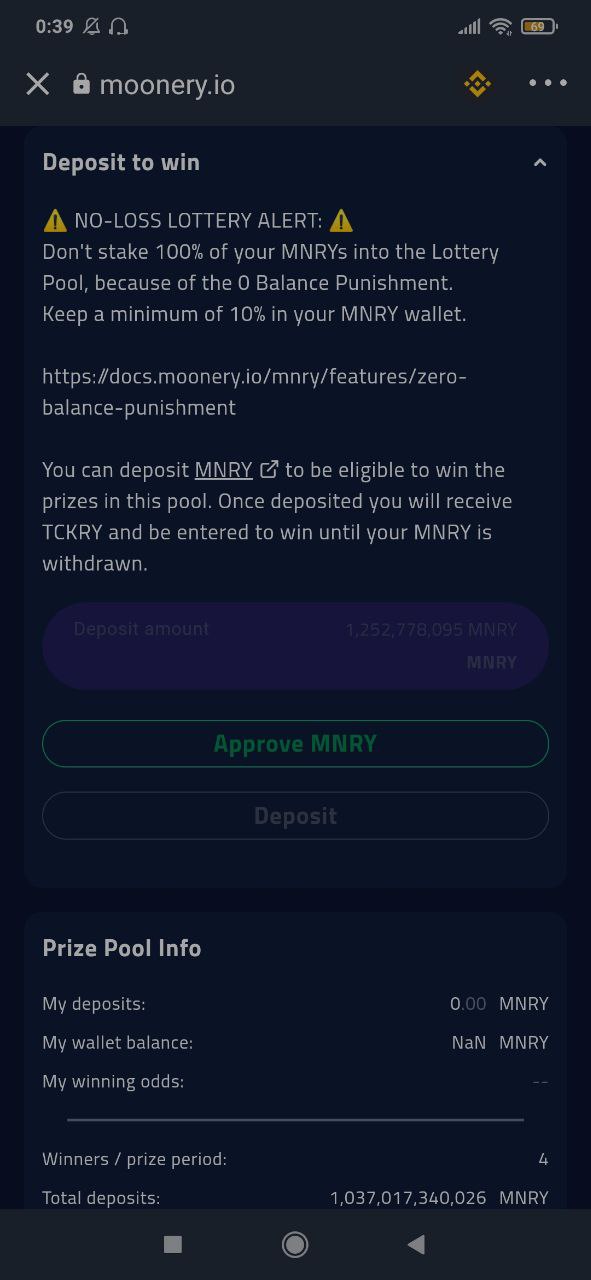 0:39
69
moonery.io
Deposit to win
⚠️ NO-LOSS LOTTERY ALERT: ⚠️
Don't stake 100% of your MNRYs into the Lottery
Pool, because of the 0 Balance Punishment.
Keep a minimum of 10% in your MNRY wallet.
https://docs.moonery.io/mnry/features/zero-
balance-punishment
You can deposit MNRY to be eligible to win the
prizes in this pool. Once deposited you will receive
TCKRY and be entered to win until your MNRY is
withdrawn.
Deposit amount 1,252,778,095 MNRY
MNRY
Approve MNRY
Deposit
Prize Pool Info
My deposits: 0.00 MNRY
My wallet balance: NaN MNRY
My winning odds: --
Winners / prize period: 4
Total deposits: 1,037,017,340,026 MNRY